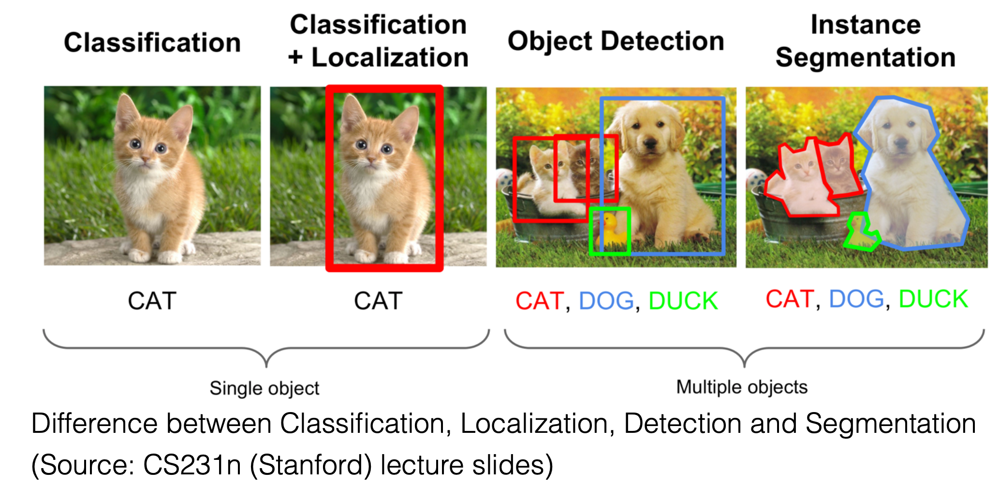 Classification
Classification
+ Localization
Object Detection
Instance
Segmentation
CAT
CAT
CAT, DOG, DUCK
CAT, DOG, DUCK
Single object
Multiple objects
Difference between Classification, Localization, Detection and Segmentation
(Source: CS231n (Stanford) lecture slides)